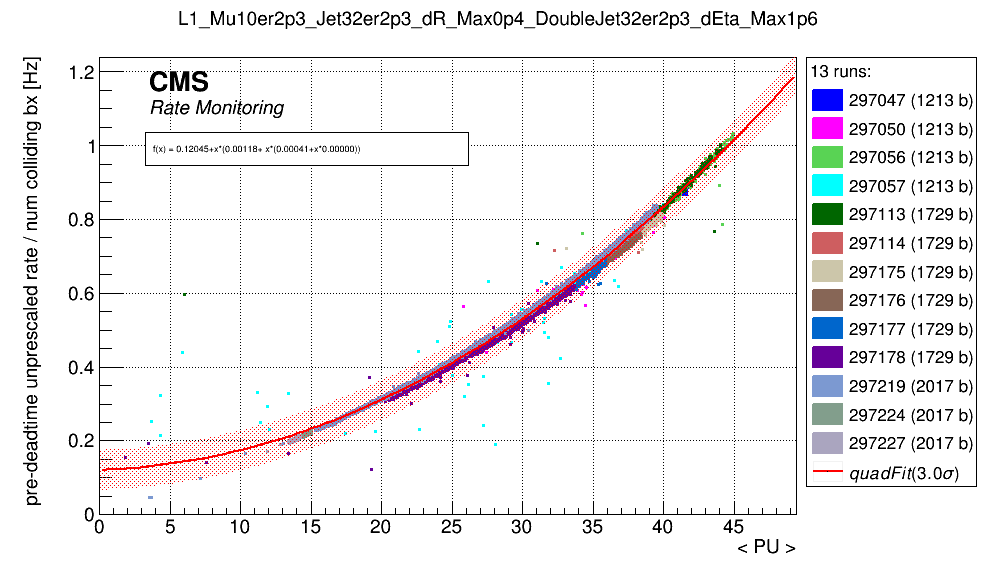 L1_Mu10er2p3_Jet32er2p3_dR_Max0p4_DoubleJet32er2p3_dEta_Max1p6
pre-deadtime unprescaled rate / num colliding bx [Hz]
CMS
Rate Monitoring
f(x) = 0.12045+x*(0.00118+ x*(0.00041+x*0.00000))
1.2
1
0.8
0.6
0.4
0.2
0
0 5 10 15 20 25 30 35 40 45
< PU >
13 runs:
297047 (1213 b)
297050 (1213 b)
297056 (1213 b)
297057 (1213 b)
297113 (1729 b)
297114 (1729 b)
297175 (1729 b)
297176 (1729 b)
297177 (1729 b)
297178 (1729 b)
297219 (2017 b)
297224 (2017 b)
297227 (2017 b)
quadFit(3.0σ)